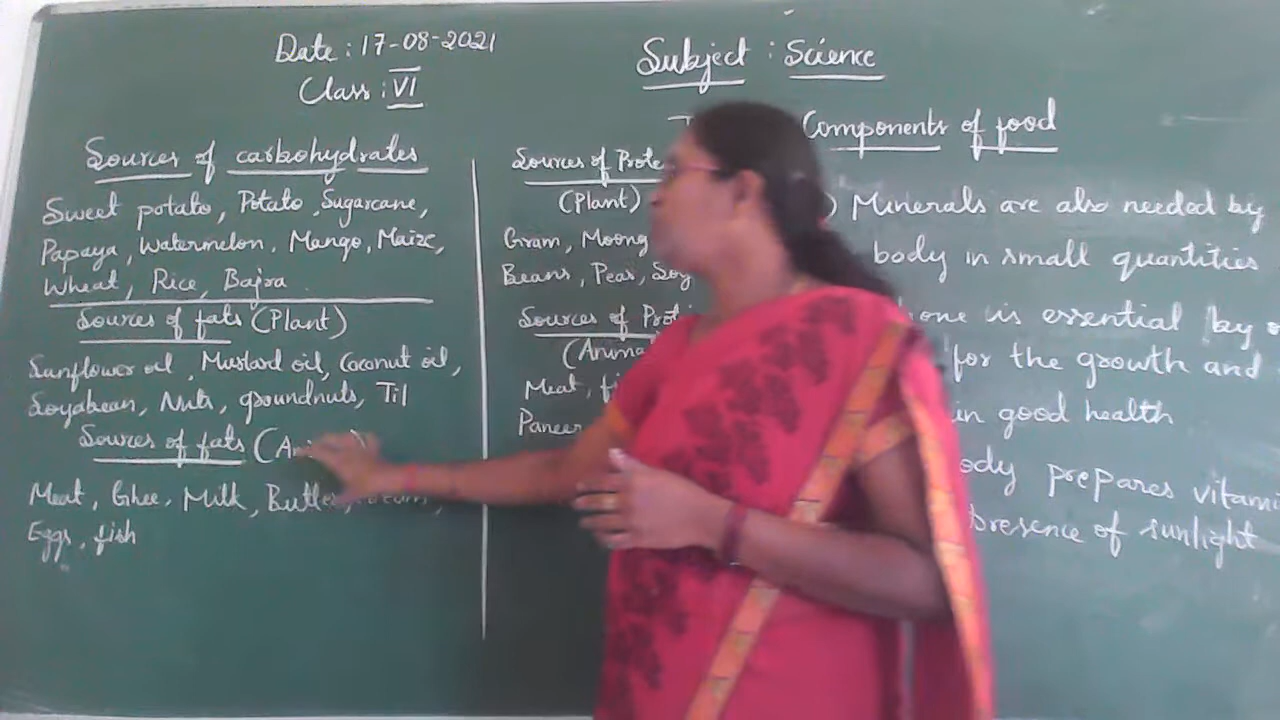 Date : 17-08-2021
Class : VI
Subject : Science
Components of food
Sources of carbohydrates
Sweet potato, Potato, Sugarcane,
Papaya, Watermelon, Mango, Maize,
Wheat, Rice, Bajra
Sources of fats (Plant)
Sunflower oil, Mustard oil, Coconut oil,
Soyabean, Nuts, groundnuts, Til
Sources of fats
Meat, Ghee, Milk,
Eggs, fish
Sources of
(Plant)
Gram, Moong
Beans, Peas,
Sources of
Meat,
Paneer
Minerals are also needed by
body in small quantities
is essential by
for the growth and
in good health
prepares
presence of sunlight